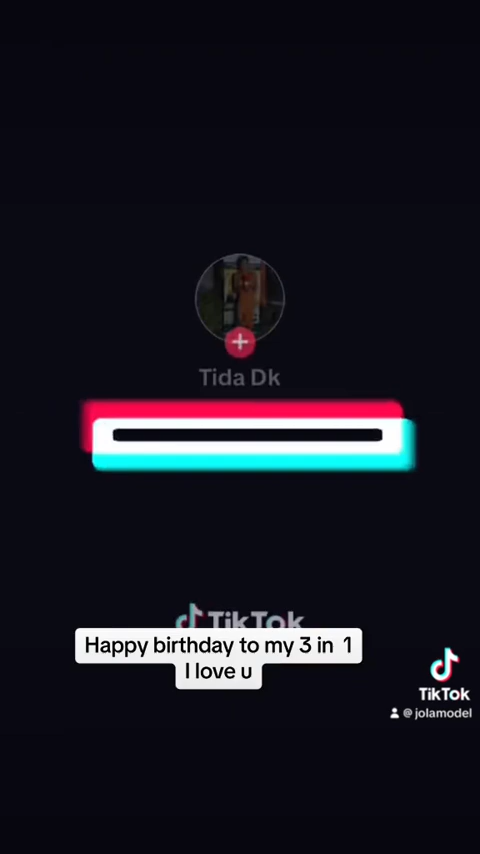 Tida Dk
TikTok
Happy birthday to my 3 in 1
I love u
TikTok
@jolamodel